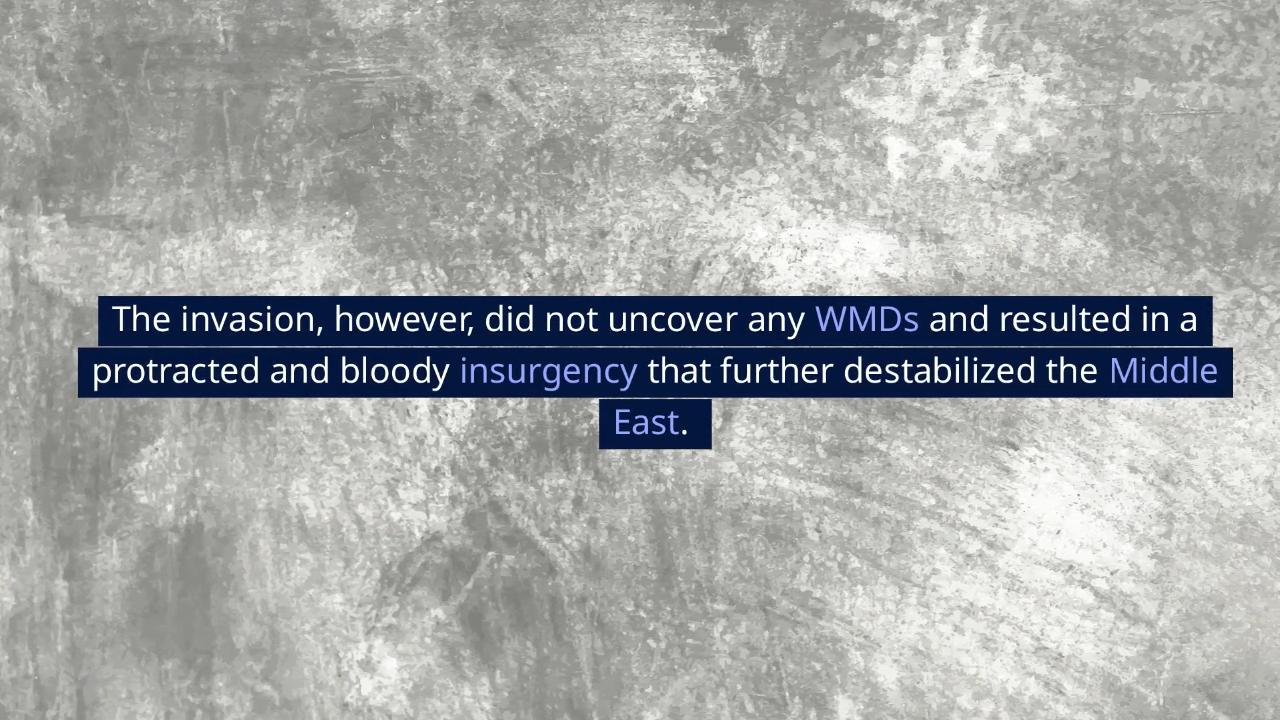 The invasion, however, did not uncover any WMDs and resulted in a
protracted and bloody insurgency that further destabilized the Middle
East.